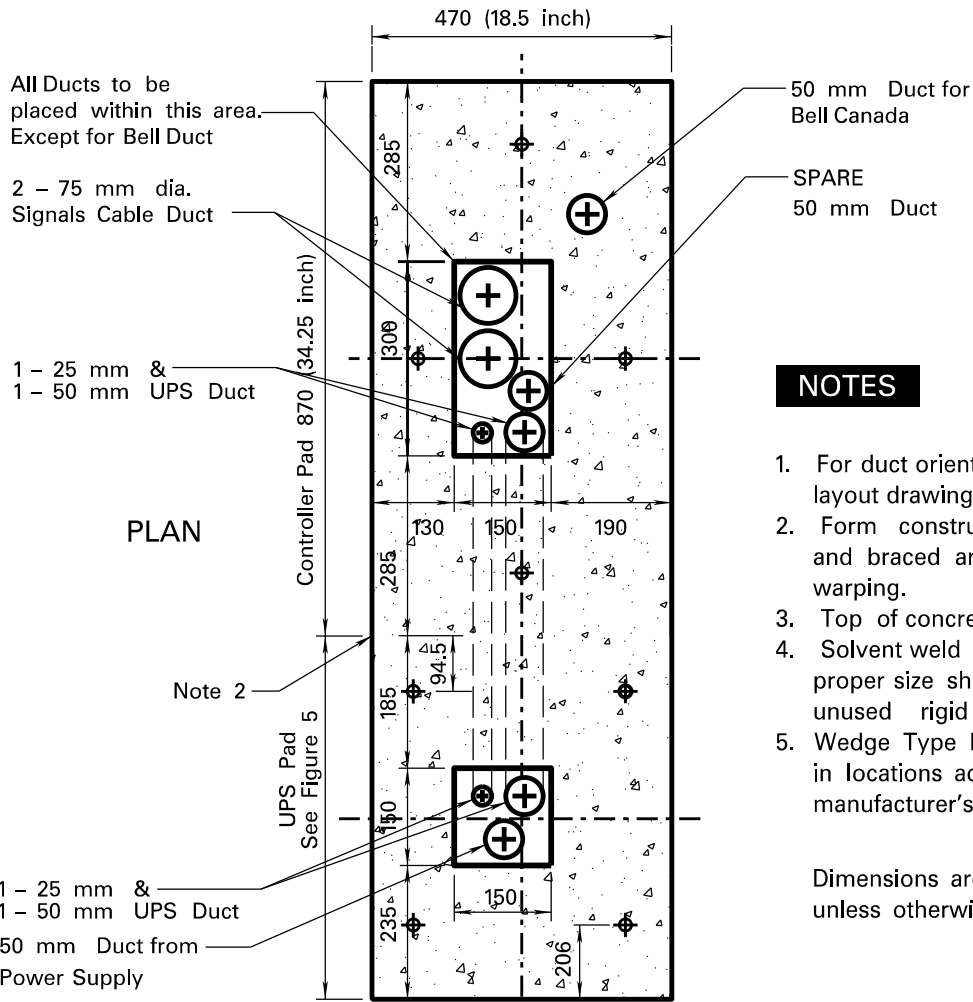 470 (18.5 inch)
All Ducts to be
placed within this area.
Except for Bell Duct
2 – 75 mm dia.
Signals Cable Duct
1 – 25 mm &
1 – 50 mm UPS Duct
PLAN
Note 2
1 – 25 mm &
1 – 50 mm UPS Duct
50 mm Duct from
Power Supply
Controller Pad 870 (34.25 inch)
UPS Pad
See Figure 5
285
300
130
150
190
285
94.5
185
150
150
235
206
50 mm Duct for
Bell Canada
SPARE
50 mm Duct
NOTES
1. For duct orient
layout drawing
2. Form constru
and braced ar
warping.
3. Top of concre
4. Solvent weld
proper size sh
unused rigid
5. Wedge Type
in locations ac
manufacturer's
Dimensions ar
unless otherwi